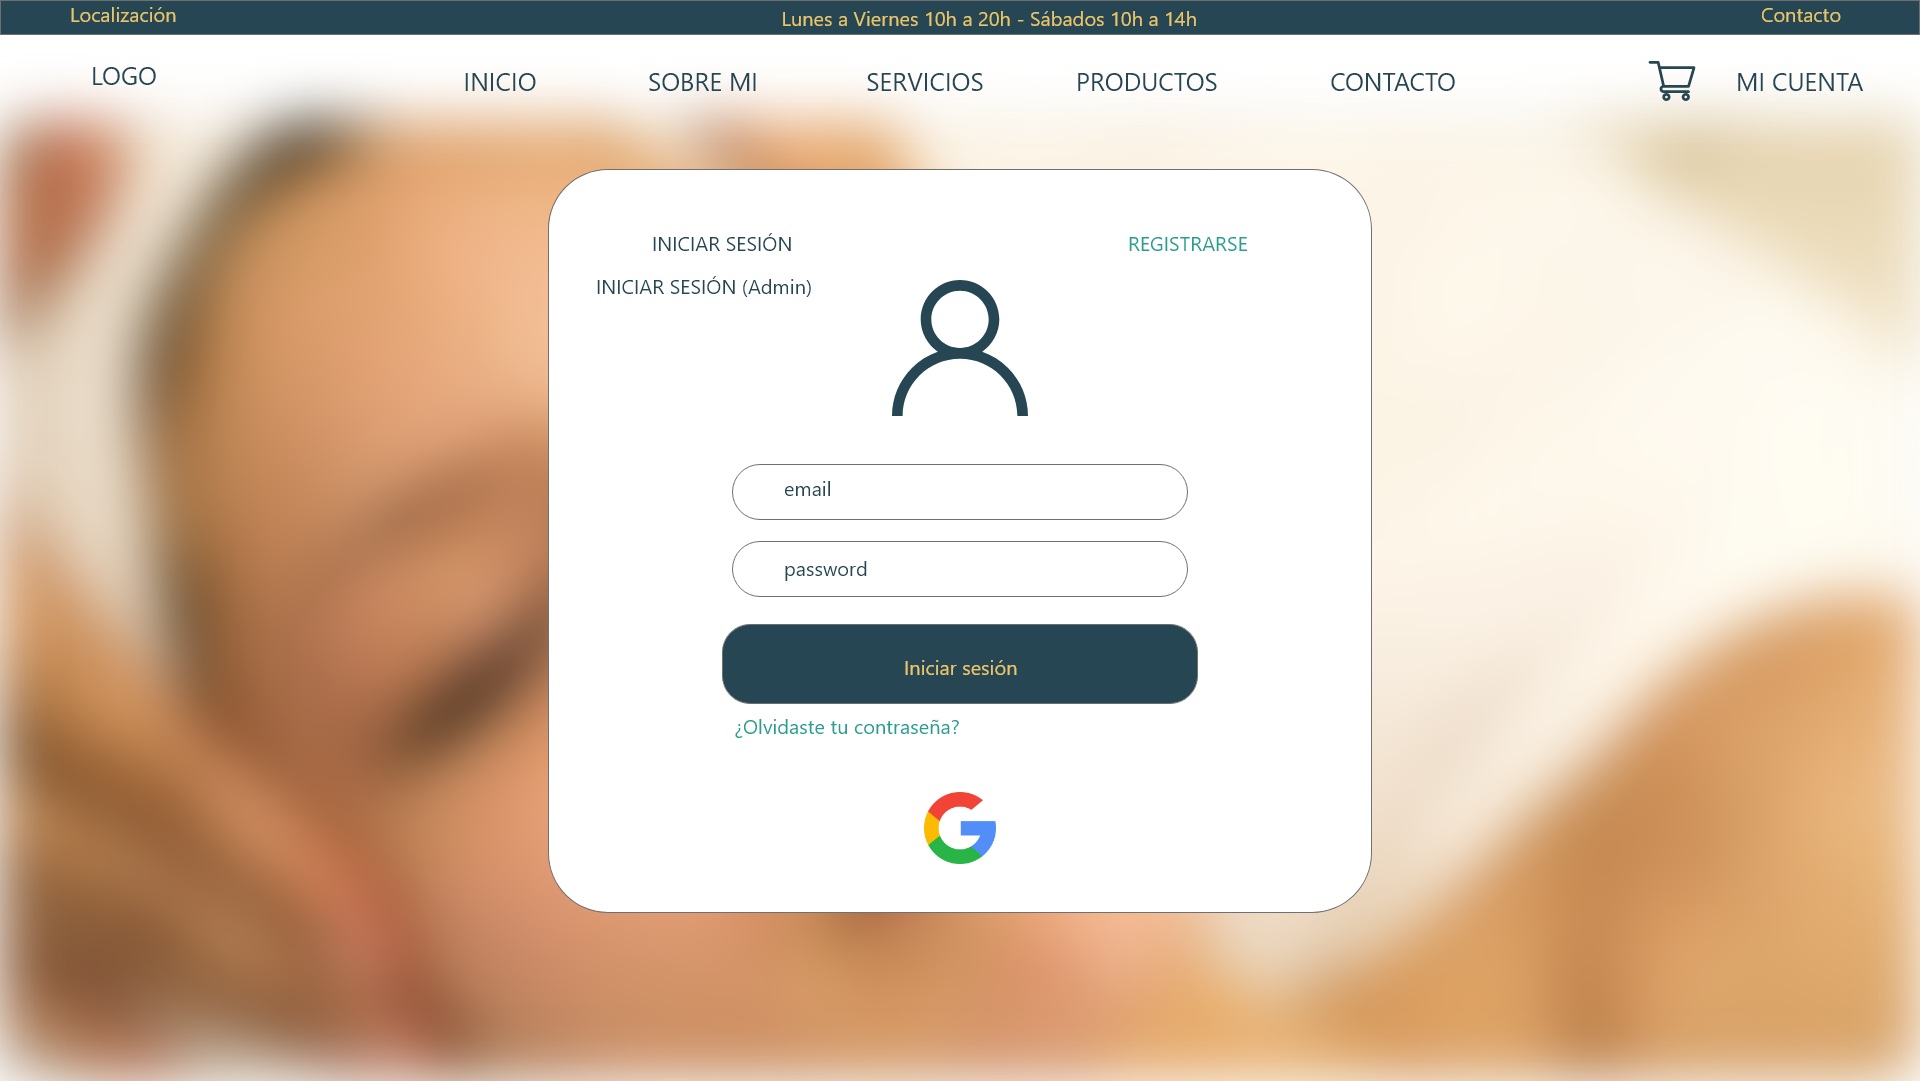 Localización
Lunes a Viernes 10h a 20h - Sábados 10h a 14h
Contacto
LOGO
INICIO
SOBRE MI
SERVICIOS
PRODUCTOS
CONTACTO
MI CUENTA
INICIAR SESIÓN
REGISTRARSE
INICIAR SESIÓN (Admin)
email
password
Iniciar sesión
¿Olvidaste tu contraseña?